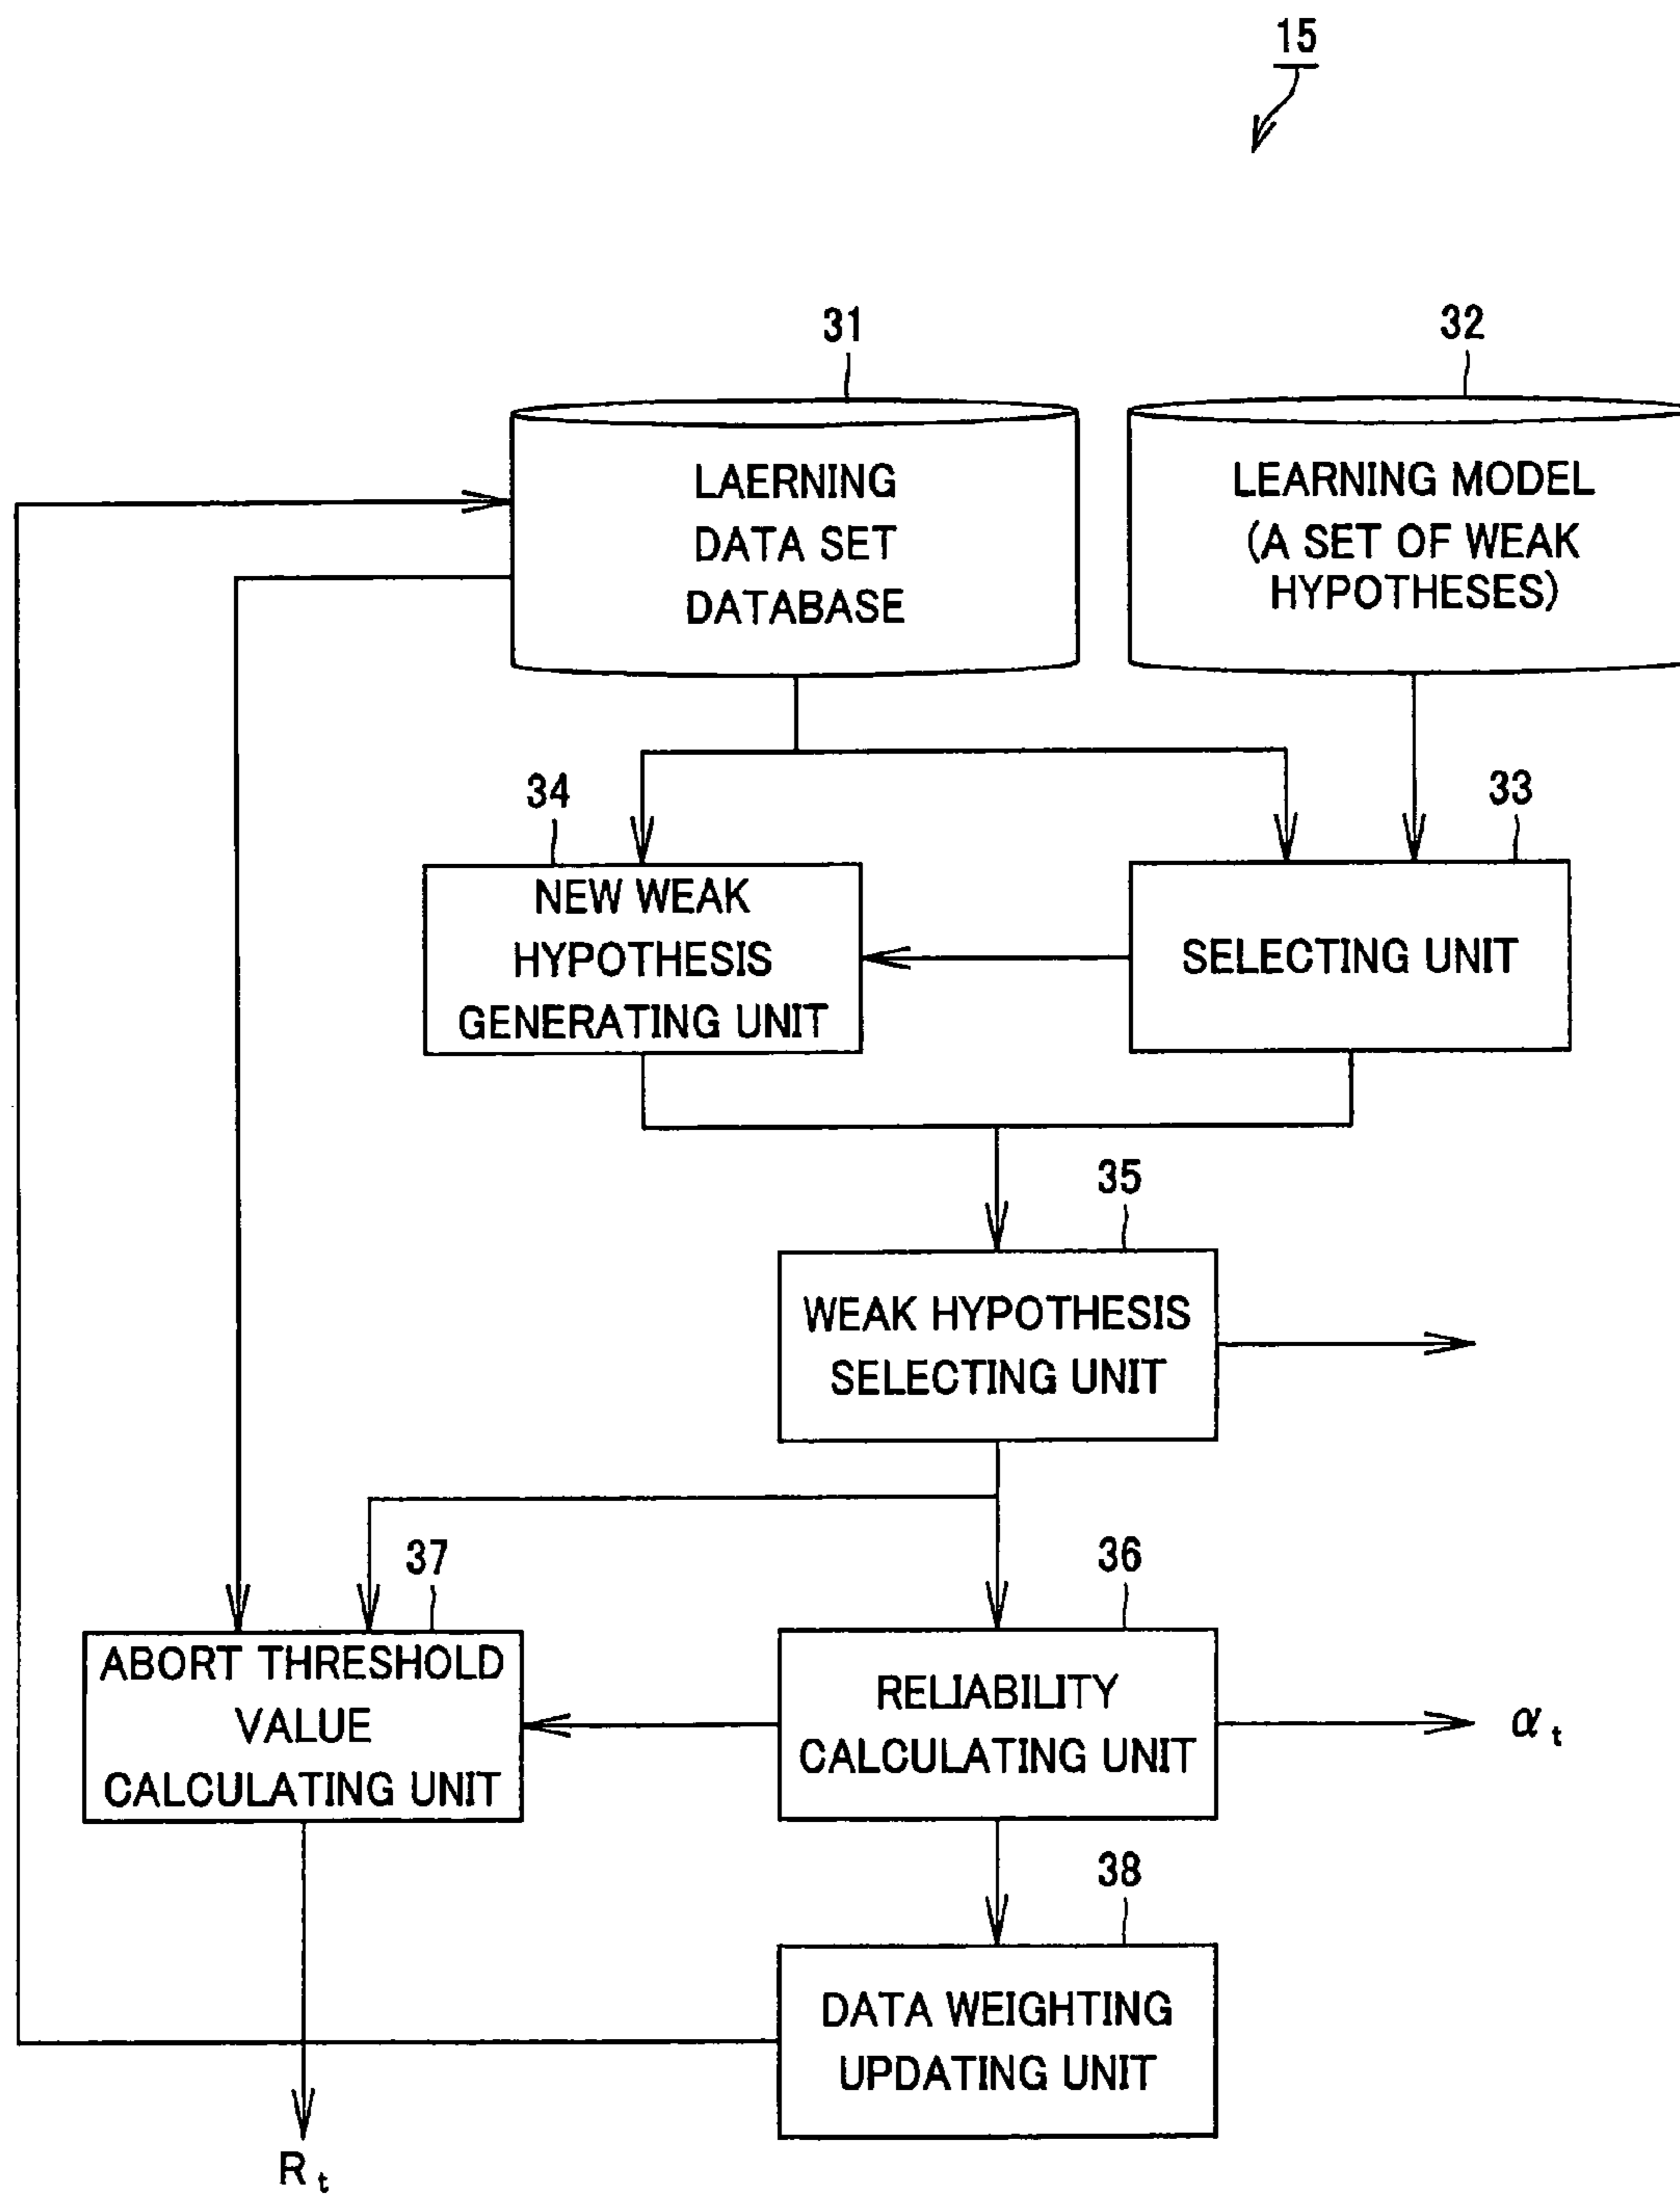 15
31
32
LAERNING
DATA SET
DATABASE
LEARNING MODEL
(A SET OF WEAK
HYPOTHESES)
34
33
NEW WEAK
HYPOTHESIS
GENERATING UNIT
SELECTING UNIT
35
WEAK HYPOTHESIS
SELECTING UNIT
37
36
ABORT THRESHOLD
VALUE
CALCULATING UNIT
RELIABILITY
CALCULATING UNIT
αt
38
DATA WEIGHTING
UPDATING UNIT
Rt